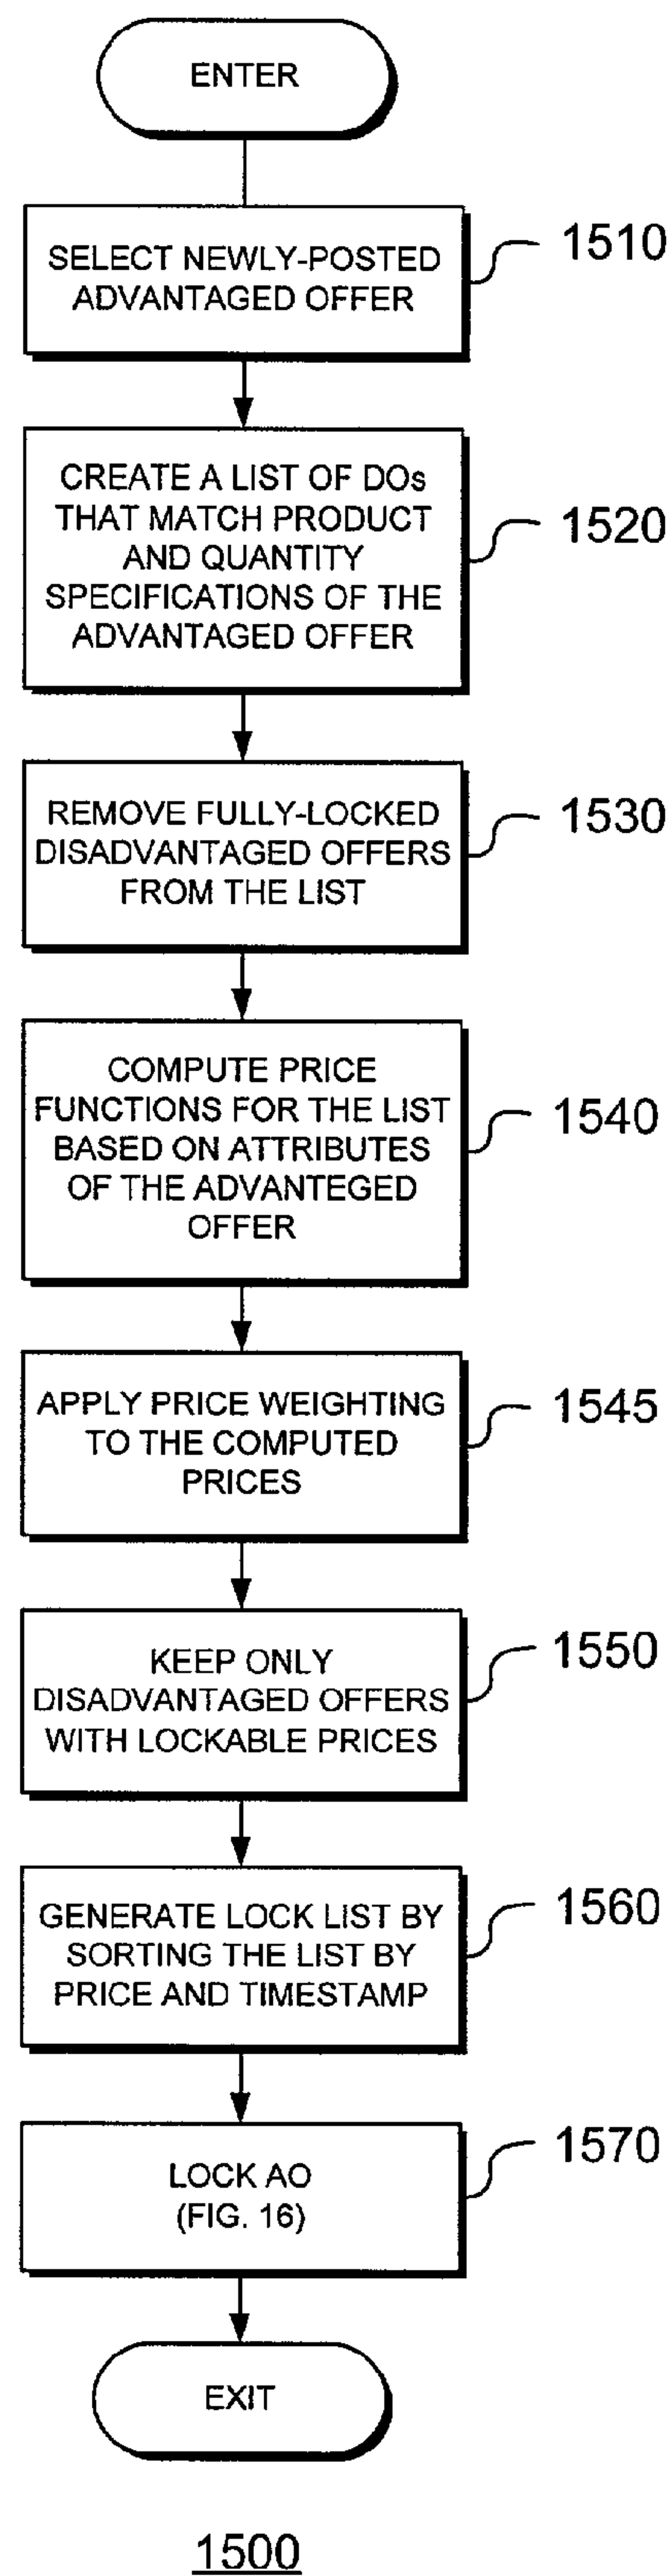 ENTER
SELECT NEWLY-POSTED
ADVANTAGED OFFER
1510
CREATE A LIST OF DOs
THAT MATCH PRODUCT
AND QUANTITY
SPECIFICATIONS OF THE
ADVANTAGED OFFER
1520
REMOVE FULLY-LOCKED
DISADVANTAGED OFFERS
FROM THE LIST
1530
COMPUTE PRICE
FUNCTIONS FOR THE LIST
BASED ON ATTRIBUTES
OF THE ADVANTEGED
OFFER
1540
APPLY PRICE WEIGHTING
TO THE COMPUTED
PRICES
1545
KEEP ONLY
DISADVANTAGED OFFERS
WITH LOCKABLE PRICES
1550
GENERATE LOCK LIST BY
SORTING THE LIST BY
PRICE AND TIMESTAMP
1560
LOCK AO
(FIG. 16)
1570
EXIT
1500